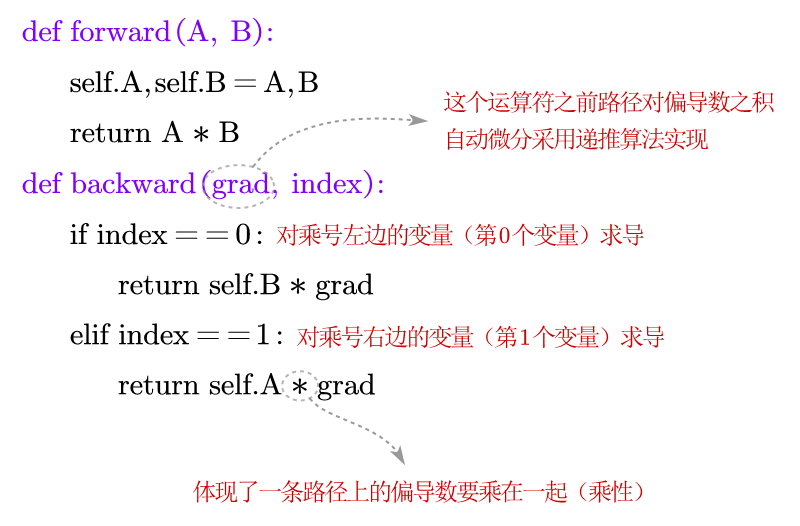 def forward(A, B):
self.A,self.B = A,B
这个运算符之前路径对偏导数之积
自动微分采用递推算法实现
return A * B
def backward(grad, index):
if index == 0: 对乘号左边的变量（第0个变量）求导
return self.B * grad
elif index == 1: 对乘号右边的变量（第1个变量）求导
return self.A * grad
体现了一条路径上的偏导数要乘在一起（乘性）